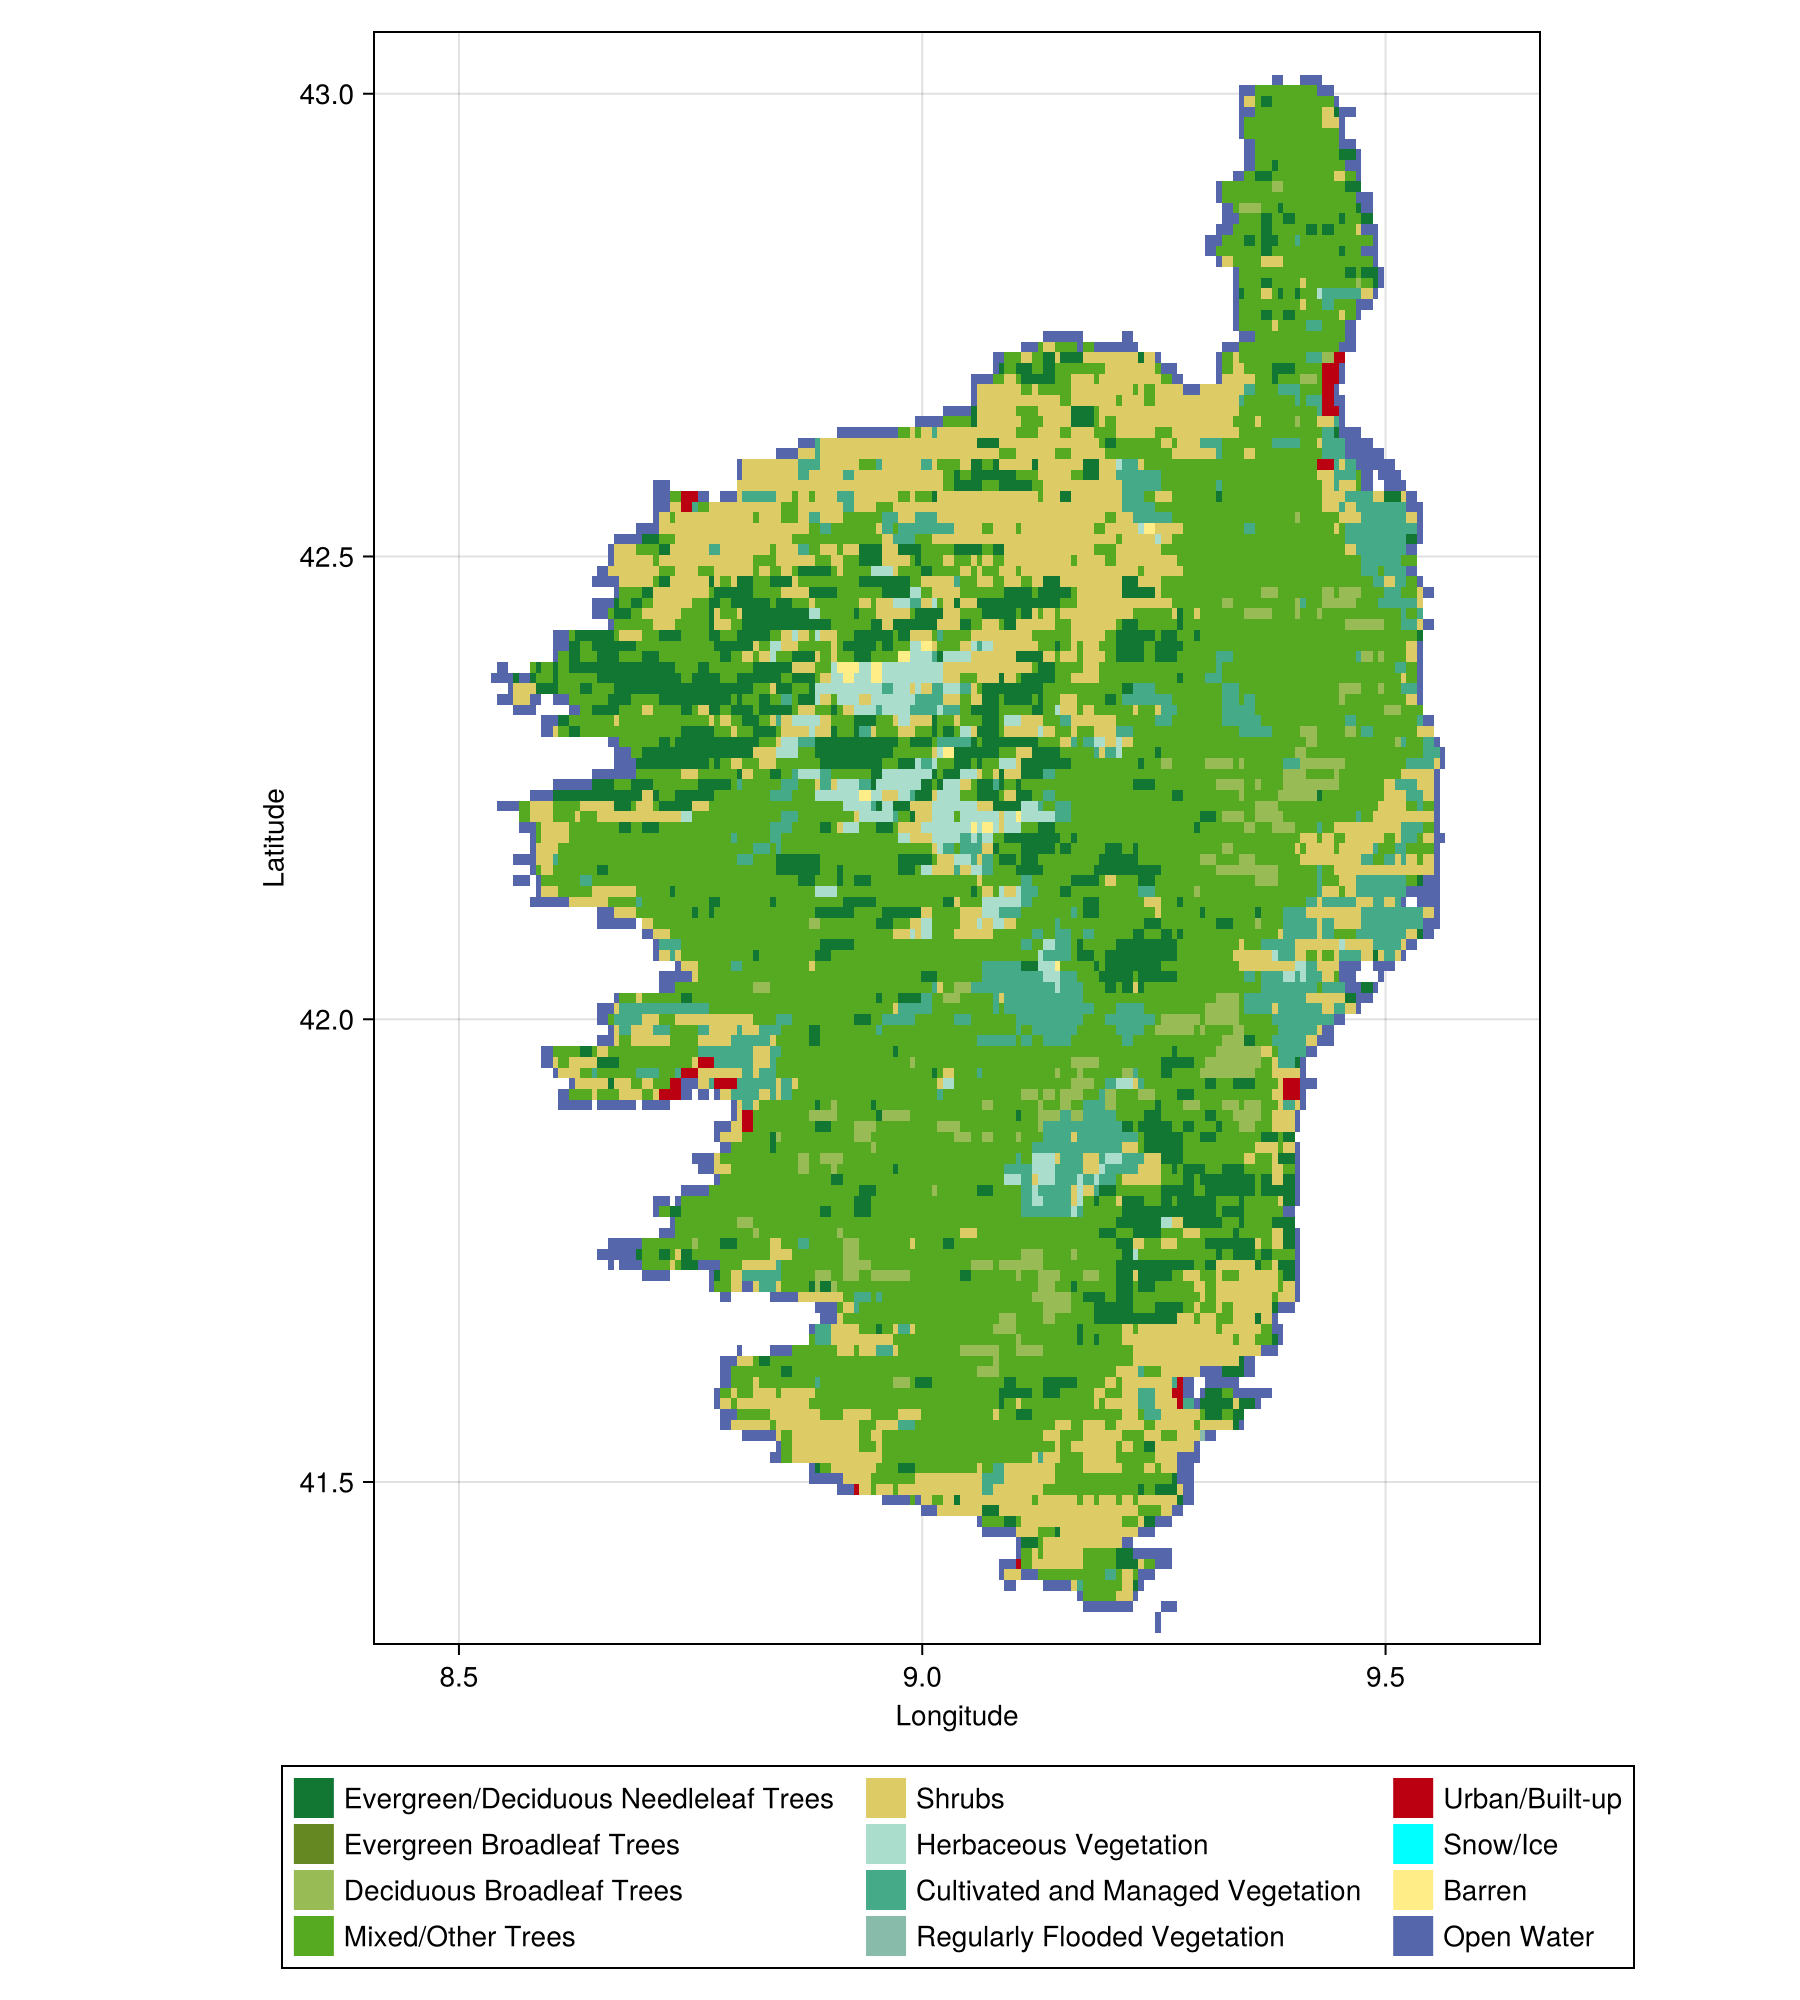 43.0
42.5
Latitude
42.0
41.5
8.5 9.0 9.5
Longitude
Evergreen/Deciduous Needleleaf Trees
Evergreen Broadleaf Trees
Deciduous Broadleaf Trees
Mixed/Other Trees
Shrubs
Herbaceous Vegetation
Cultivated and Managed Vegetation
Regularly Flooded Vegetation
Urban/Built-up
Snow/Ice
Barren
Open Water